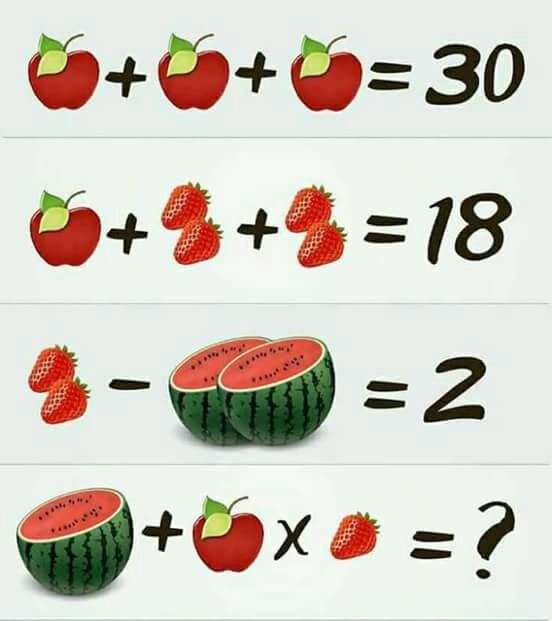 + + = 30
+ + = 18
- = 2
+ x = ?